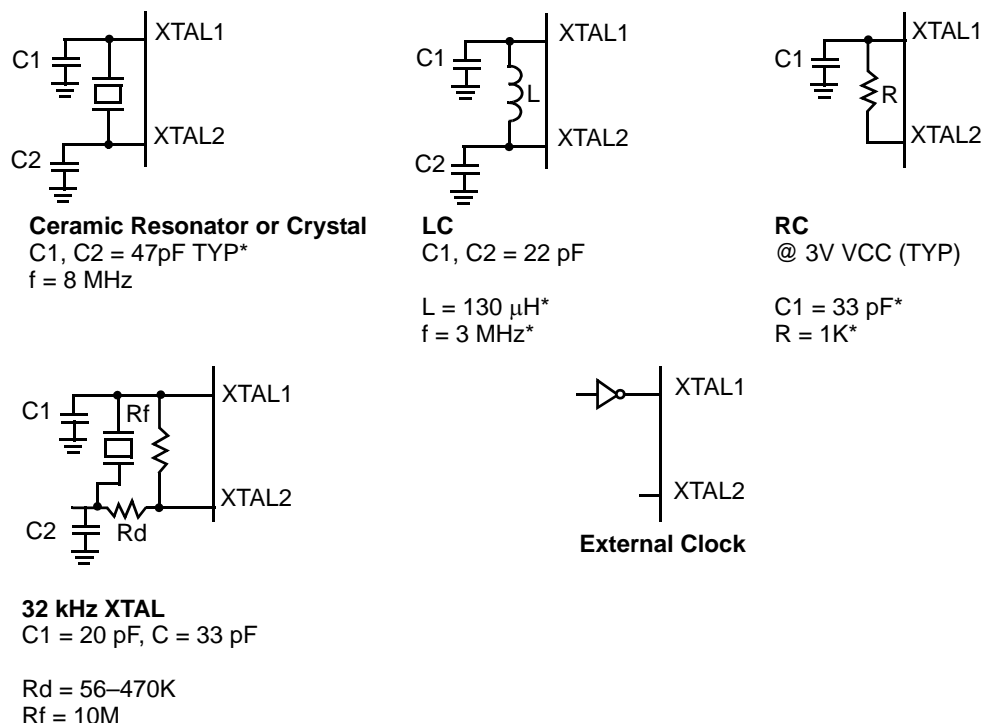 XTAL1
C1
XTAL2
C2
Ceramic Resonator or Crystal
C1, C2 = 47pF TYP*
f = 8 MHz
XTAL1
C1
L
XTAL2
C2
LC
C1, C2 = 22 pF
L = 130 μH*
f = 3 MHz*
XTAL1
C1
R
XTAL2
RC
@ 3V VCC (TYP)
C1 = 33 pF*
R = 1K*
XTAL1
C1
Rf
XTAL2
C2
Rd
32 kHz XTAL
C1 = 20 pF, C = 33 pF
Rd = 56–470K
Rf = 10M
XTAL1
XTAL2
External Clock